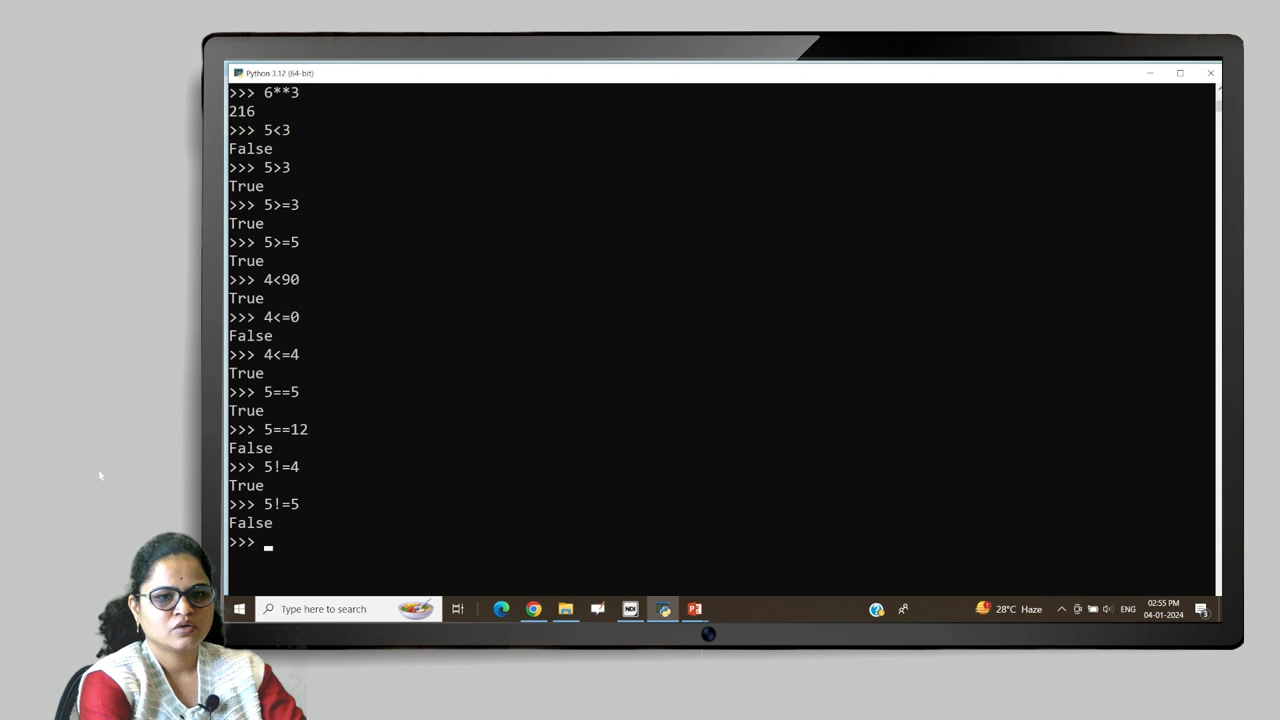 Python 3.12 (64-bit)
>>> 6**3
216
>>> 5<3
False
>>> 5>3
True
>>> 5>=3
True
>>> 5>=5
True
>>> 4<90
True
>>> 4<=0
False
>>> 4<=4
True
>>> 5==5
True
>>> 5==12
False
>>> 5!=4
True
>>> 5!=5
False
>>>
Type here to search
NDI
28°C Haze
ENG
02:55 PM
04-01-2024
3